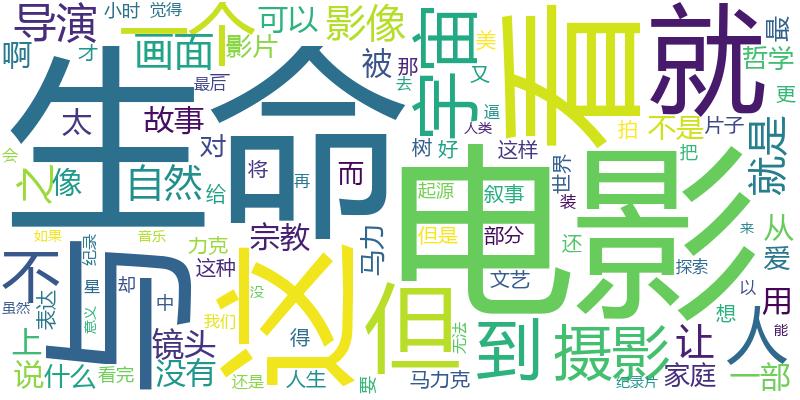 导演
小时
觉得
一个
可以
影像
宇宙
看
就
美
最
啊
画面
影片
才
被
那
又
哲学
最后
去
逼
更
生命
人类
拍
不是
片子
太
故事
对
树
好
这样
把
就是
会
之
像
自然
给
将
再
而
起源
叙事
世界
装
电影
从
如果
音乐
宗教
马力
但是
部分
还
来
爱
不
与
纪录
力克
这种
这
但
文艺
探索
以
用
虽然
表达
里
却
中
没
到
摄影
想
能
意义
我们
得
无法
让
人
上
镜头
说
什么
看完
没有
还是
人生
要
马力克
纪录片
家庭
一部